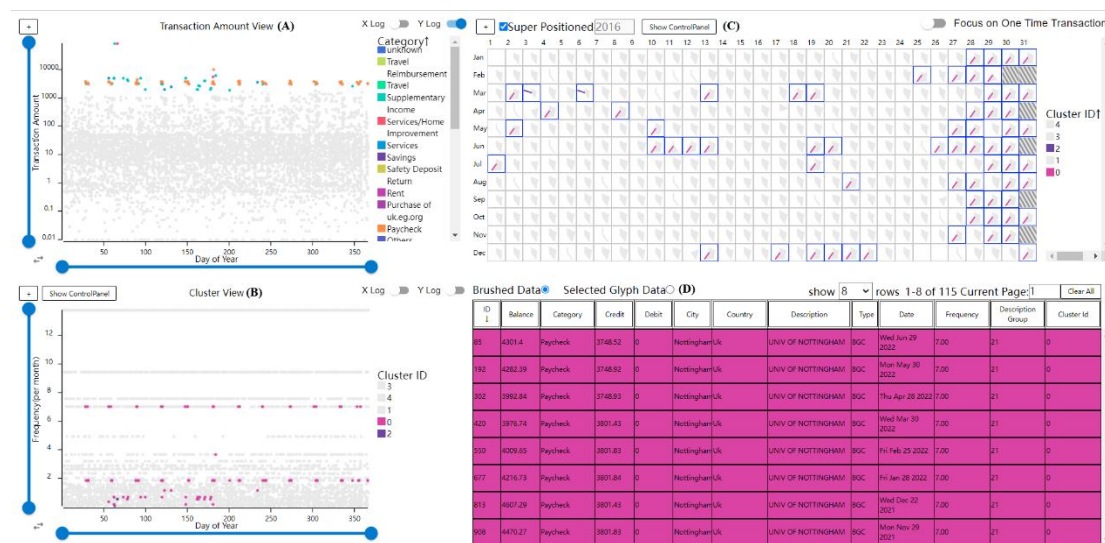 + Transaction Amount View (A) X Log Y Log
Transaction Amount
10000
1000
100
10
1
0.1
0.01
50 100 150 200 250 300 350
Day of Year
Category↑
unknown
Travel
Reimbursement
Travel
Supplementary
Income
Services/Home
Improvement
Services
Savings
Safety Deposit
Return
Rent
Purchase of
uk.eg.org
Paycheck
Others
+ Super Positioned 2016 Show ControlPanel (C) Focus on One Time Transaction
1 2 3 4 5 6 7 8 9 10 11 12 13 14 15 16 17 18 19 20 21 22 23 24 25 26 27 28 29 30 31
Jan
Feb
Mar
Apr
May
Jun
Jul
Aug
Sep
Oct
Nov
Dec
Cluster ID↑
4
3
2
1
0
+ Show ControlPanel Cluster View (B) X Log Y Log
Frequency(per month)
12
10
8
6
4
2
50 100 150 200 250 300 350
Day of Year
Cluster ID
3
4
1
0
2
Brushed Data Selected Glyph Data (D) show 8 rows 1-8 of 115 Current Page: 1 Clear All
ID ↓ Balance Category Credit Debit City Country Description Type Date Frequency Description Group Cluster Id
85 4301.4 Paycheck 3748.52 0 Nottingham Uk UNIV OF NOTTINGHAM BGC Wed Jun 29 2022 7.00 21 0
192 4282.39 Paycheck 3748.92 0 Nottingham Uk UNIV OF NOTTINGHAM BGC Mon May 30 2022 7.00 21 0
302 3992.84 Paycheck 3748.93 0 Nottingham Uk UNIV OF NOTTINGHAM BGC Thu Apr 28 2022 7.00 21 0
420 3976.74 Paycheck 3801.43 0 Nottingham Uk UNIV OF NOTTINGHAM BGC Wed Mar 30 2022 7.00 21 0
550 4009.65 Paycheck 3801.83 0 Nottingham Uk UNIV OF NOTTINGHAM BGC Fri Feb 25 2022 7.00 21 0
677 4216.73 Paycheck 3801.84 0 Nottingham Uk UNIV OF NOTTINGHAM BGC Fri Jan 28 2022 7.00 21 0
813 4607.29 Paycheck 3801.43 0 Nottingham Uk UNIV OF NOTTINGHAM BGC Wed Dec 22 2021 7.00 21 0
908 4470.27 Paycheck 3801.83 0 Nottingham Uk UNIV OF NOTTINGHAM BGC Mon Nov 29 2021 7.00 21 0